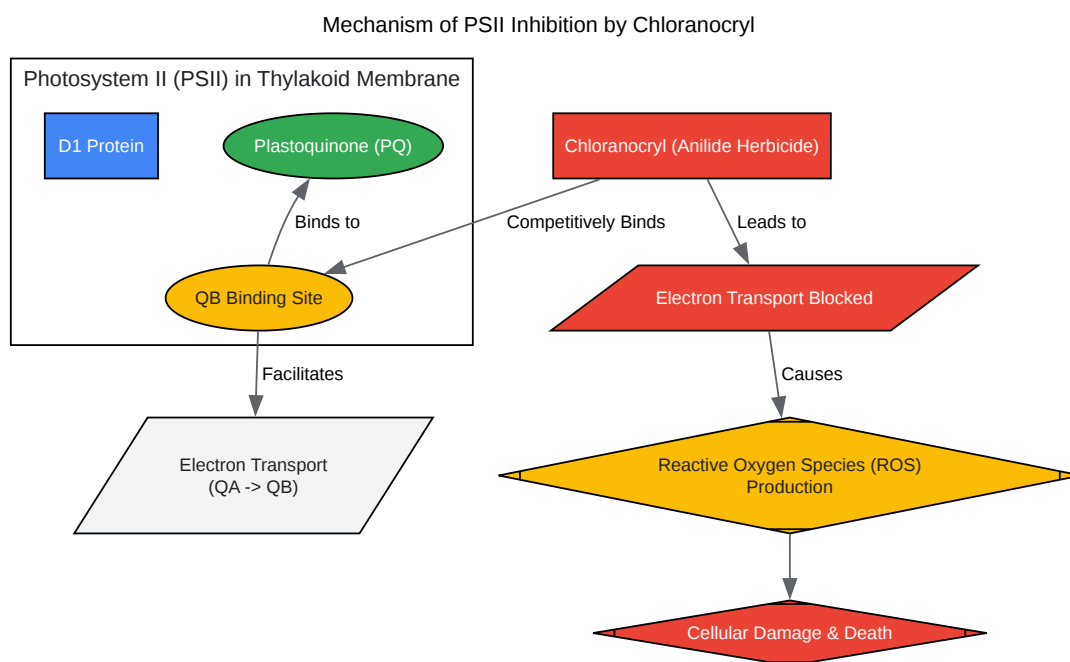 Mechanism of PSII Inhibition by Chloranocryl
Photosystem II (PSII) in Thylakoid Membrane
D1 Protein
Plastoquinone (PQ)
Chloranocryl (Anilide Herbicide)
Binds to
Competitively Binds
Leads to
QB Binding Site
Electron Transport Blocked
Facilitates
Causes
Electron Transport
(QA -> QB)
Reactive Oxygen Species (ROS)
Production
Cellular Damage & Death